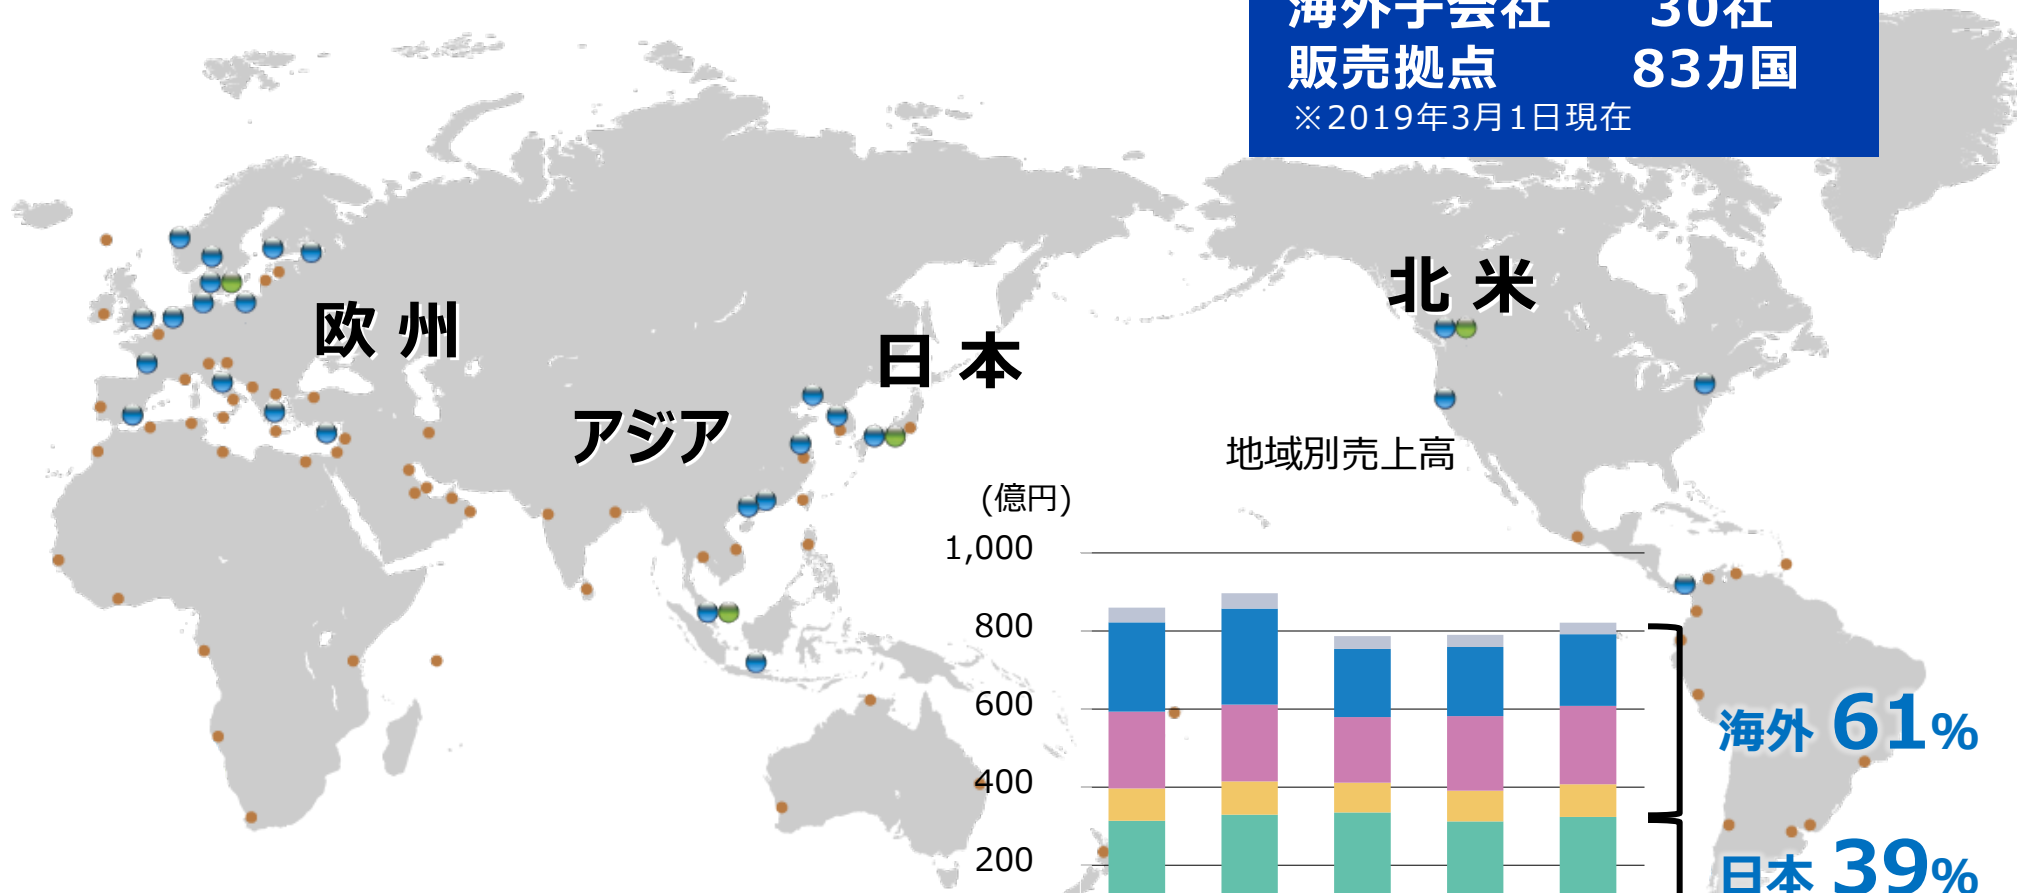 海外子会社 30社
販売拠点 83カ国
※2019年3月1日現在
北 米
欧 州
日 本
アジア
地域別売上高
(億円)
1,000
800
600
400
200
海外 61%
日本 39%